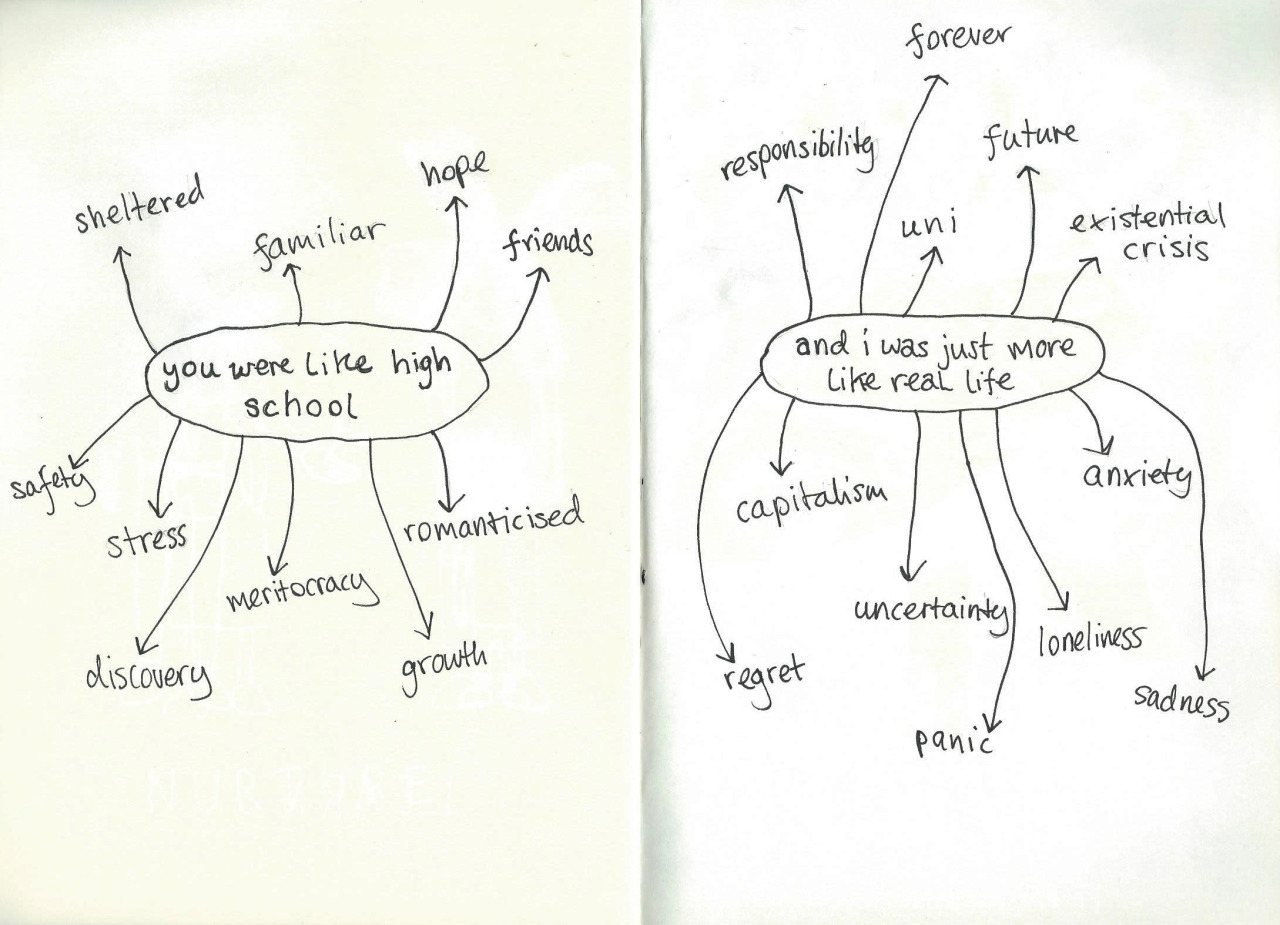 sheltered
familiar
hope
friends
you were like high
school
safety
stress
discovery
meritocracy
growth
romanticised
forever
responsibility
uni
future
existential
crisis
and i was just more
like real life
regret
capitalism
uncertainty
panic
loneliness
anxiety
sadness